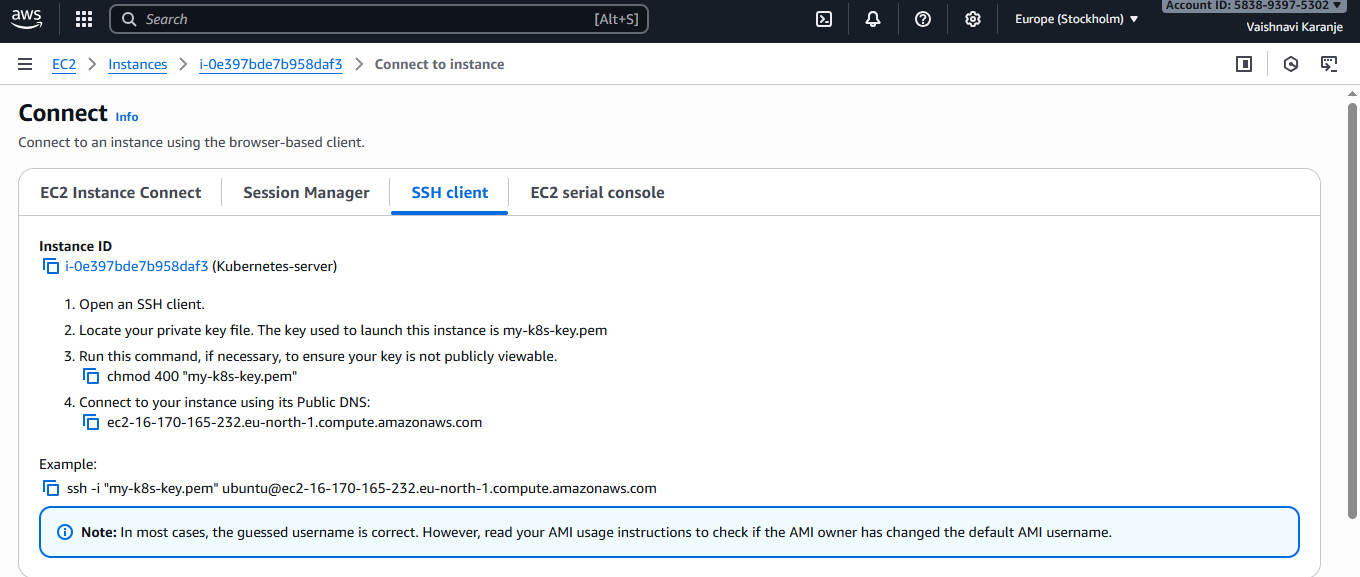 aws
Search
[Alt+S]
Europe (Stockholm)
Account ID: 5838-9397-5302
Vaishnavi Karanje
EC2 > Instances > i-0e397bde7b958daf3 > Connect to instance
Connect Info
Connect to an instance using the browser-based client.
EC2 Instance Connect
Session Manager
SSH client
EC2 serial console
Instance ID
i-0e397bde7b958daf3 (Kubernetes-server)
1. Open an SSH client.
2. Locate your private key file. The key used to launch this instance is my-k8s-key.pem
3. Run this command, if necessary, to ensure your key is not publicly viewable.
chmod 400 "my-k8s-key.pem"
4. Connect to your instance using its Public DNS:
ec2-16-170-165-232.eu-north-1.compute.amazonaws.com
Example:
ssh -i "my-k8s-key.pem" ubuntu@ec2-16-170-165-232.eu-north-1.compute.amazonaws.com
Note: In most cases, the guessed username is correct. However, read your AMI usage instructions to check if the AMI owner has changed the default AMI username.